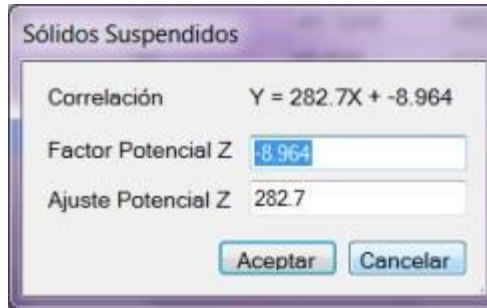 Sólidos Suspendidos
Correlación Y = 282.7X + -8.964
Factor Potencial Z -8.964
Ajuste Potencial Z 282.7
Aceptar Cancelar